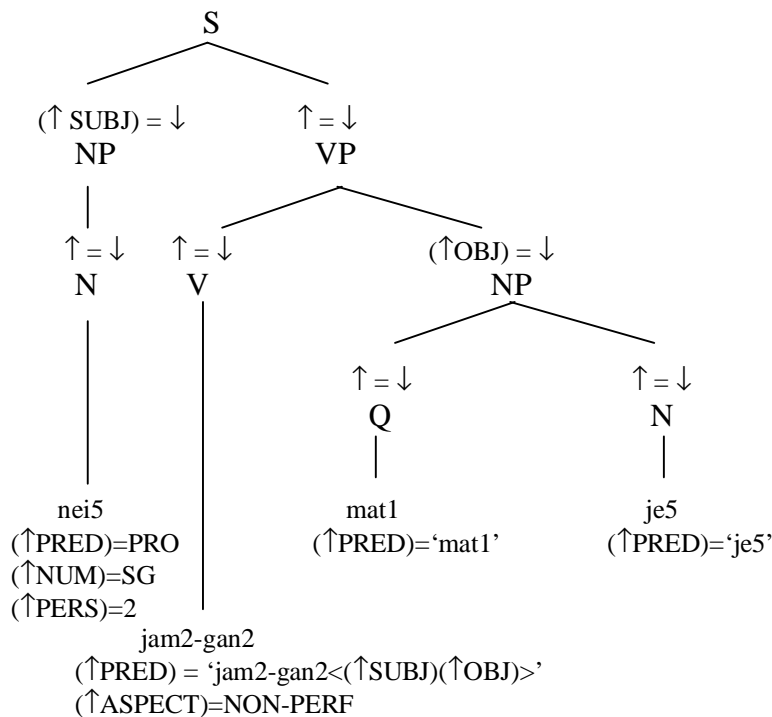 S
(↑ SUBJ) = ↓ ↑ = ↓
NP VP
↑ = ↓ ↑ = ↓ (↑OBJ) = ↓
N V NP
↑ = ↓ ↑ = ↓
Q N
nei5 mat1 je5
(↑PRED)=PRO (↑PRED)=‘mat1’ (↑PRED)=‘je5’
(↑NUM)=SG
(↑PERS)=2
jam2-gan2
(↑PRED) = ‘jam2-gan2<(↑SUBJ)(↑OBJ)>’
(↑ASPECT)=NON-PERF